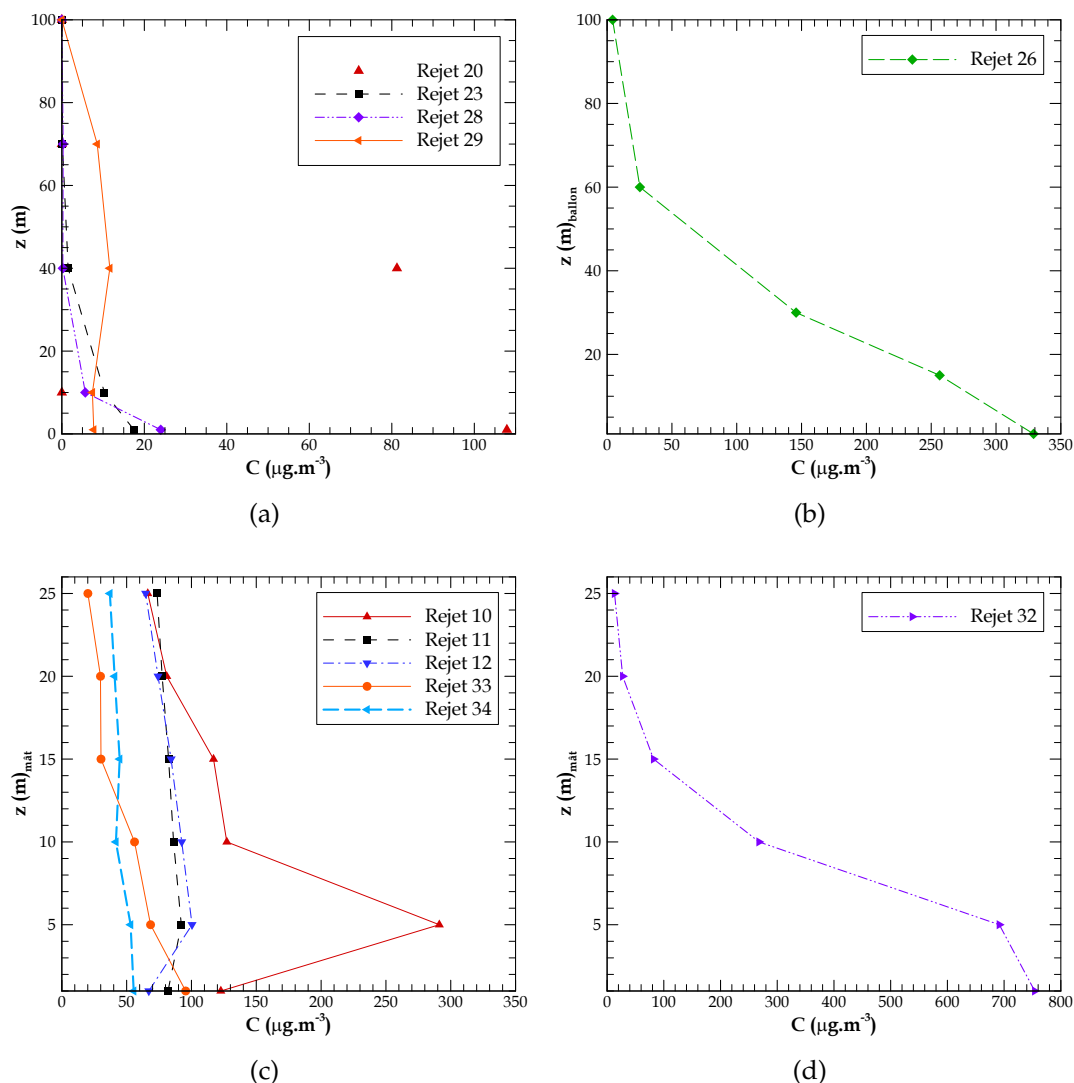 100
80
60
40
20
0
z (m)
0 20 40 60 80 100
C (μg.m⁻³)
Rejet 20
Rejet 23
Rejet 28
Rejet 29
(a)
100
80
60
40
20
0
z (m)ballon
0 50 100 150 200 250 300 350
C (μg.m⁻³)
Rejet 26
(b)
25
20
15
10
5
z (m)mât
0 50 100 150 200 250 300 350
C (μg.m⁻³)
Rejet 10
Rejet 11
Rejet 12
Rejet 33
Rejet 34
(c)
25
20
15
10
5
z (m)mât
0 100 200 300 400 500 600 700 800
C (μg.m⁻³)
Rejet 32
(d)